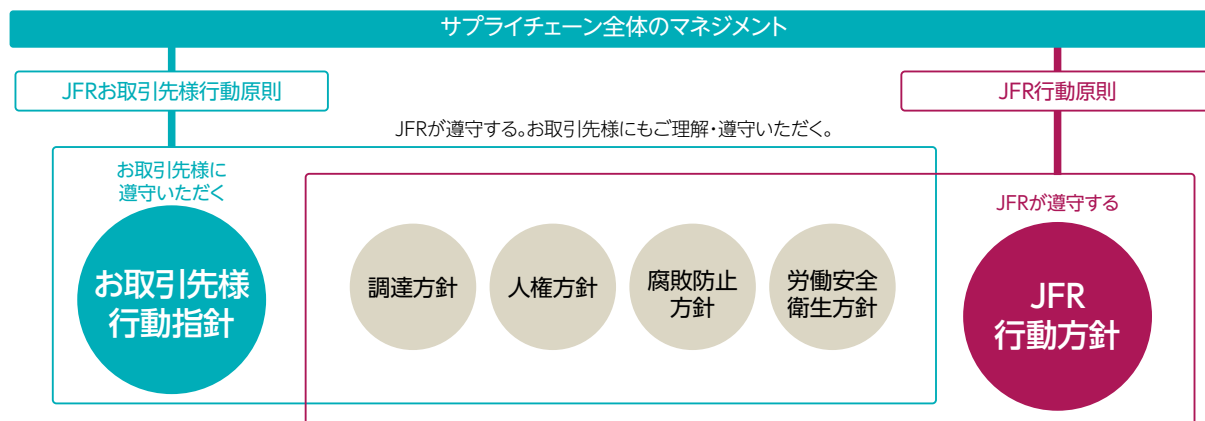 サプライチェーン全体のマネジメント
JFRお取引先様行動原則
JFR行動原則
JFRが遵守する。お取引先様にもご理解・遵守いただく。
お取引先様に
遵守いただく
お取引先様
行動指針
調達方針
人権方針
腐敗防止
方針
労働安全
衛生方針
JFRが遵守する
JFR
行動方針